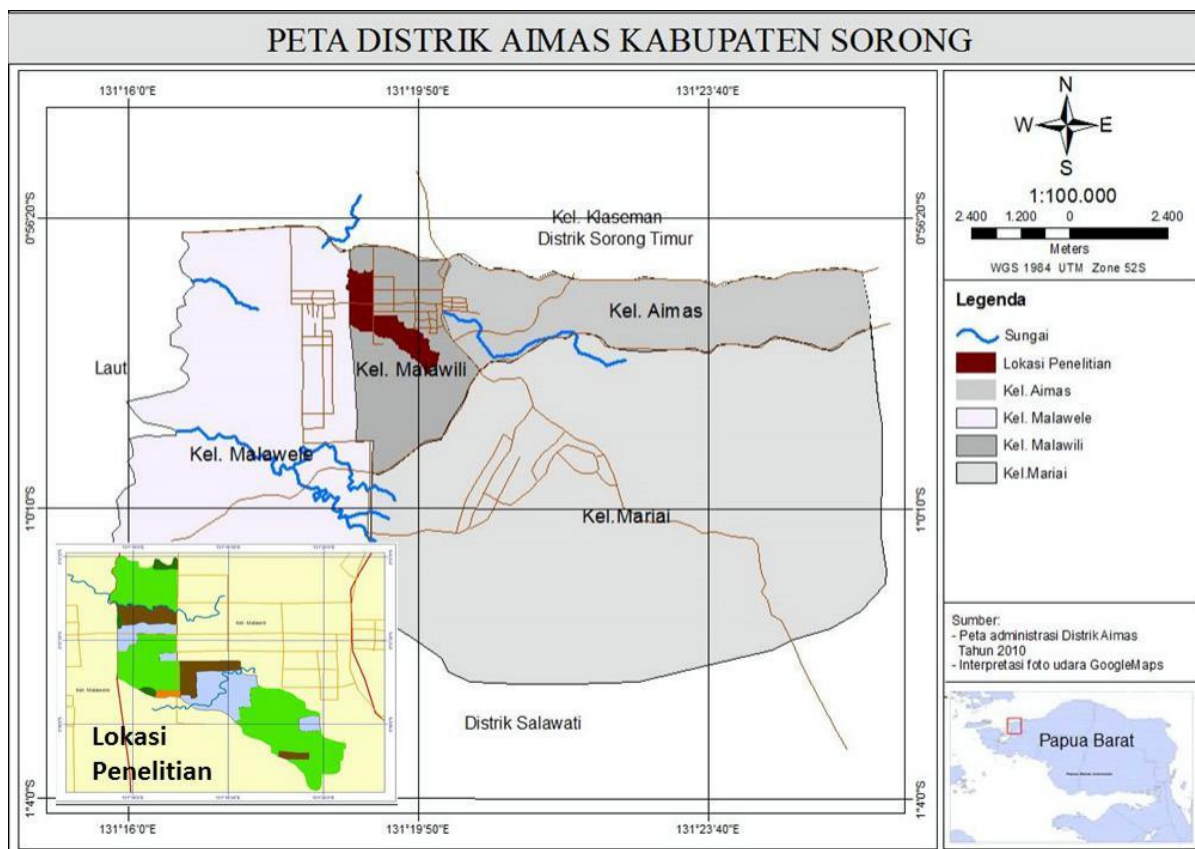 PETA DISTRIK AIMAS KABUPATEN SORONG
131°16'0"E
131°19'50"E
131°23'40"E
0°56'20"S
0°56'20"S
Kel. Klaseman
Distrik Sorong Timur
Kel. Aimas
Laut
Kel. Malawili
Kel. Malawele
1°0'10"S
1°0'10"S
Kel.Mariai
Distrik Salawati
1°4'0"S
1°4'0"S
131°16'0"E
131°19'50"E
131°23'40"E
Kel. Malawili
Kel. Malawele
Lokasi
Penelitian
N
W
E
S
1:100.000
2.400
1.200
0
2.400
Meters
WGS 1984 UTM Zone 52S
Legenda
Sungai
Lokasi Penelitian
Kel. Aimas
Kel. Malawele
Kel. Malawili
Kel.Mariai
Sumber:
- Peta administrasi Distrik Aimas
Tahun 2010
- Interpretasi foto udara GoogleMaps
Papua Barat